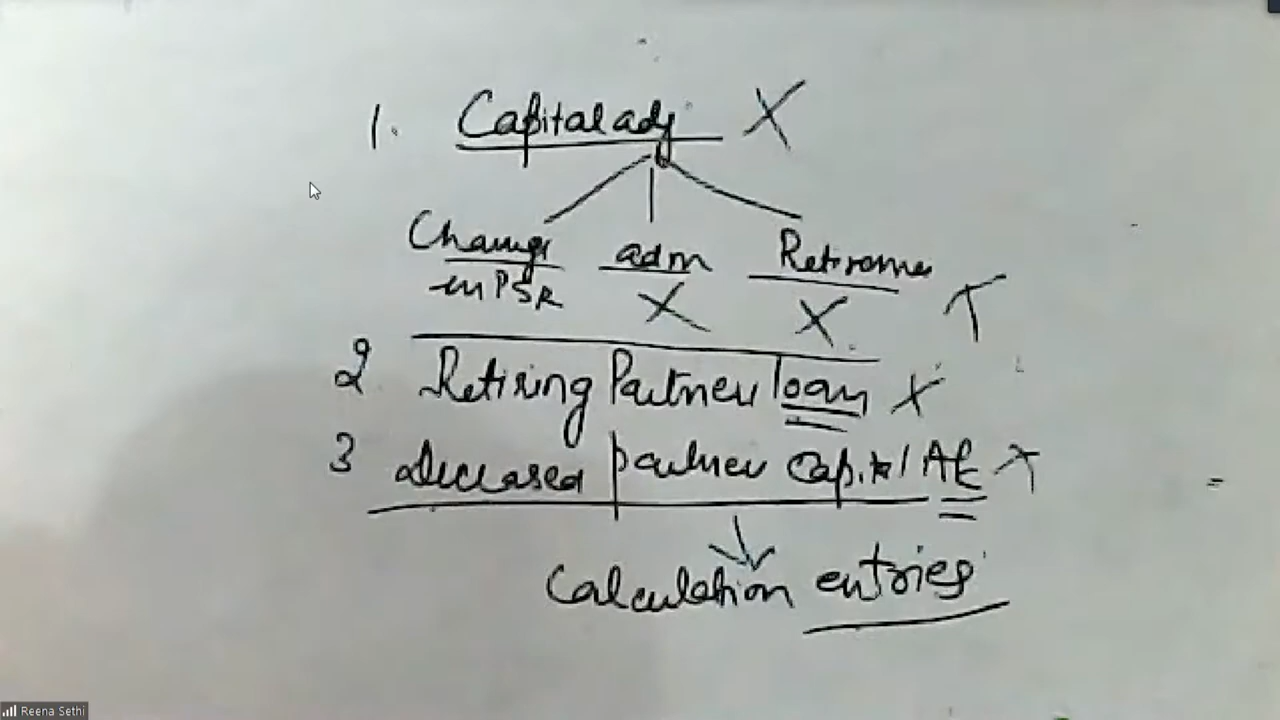 1. Capital adj X
Change adm Retireme
in PSR X X X
2 Retiring Partner loan X
3 deceased partner Capital A/c X
Calculation entries
Reena Sethi